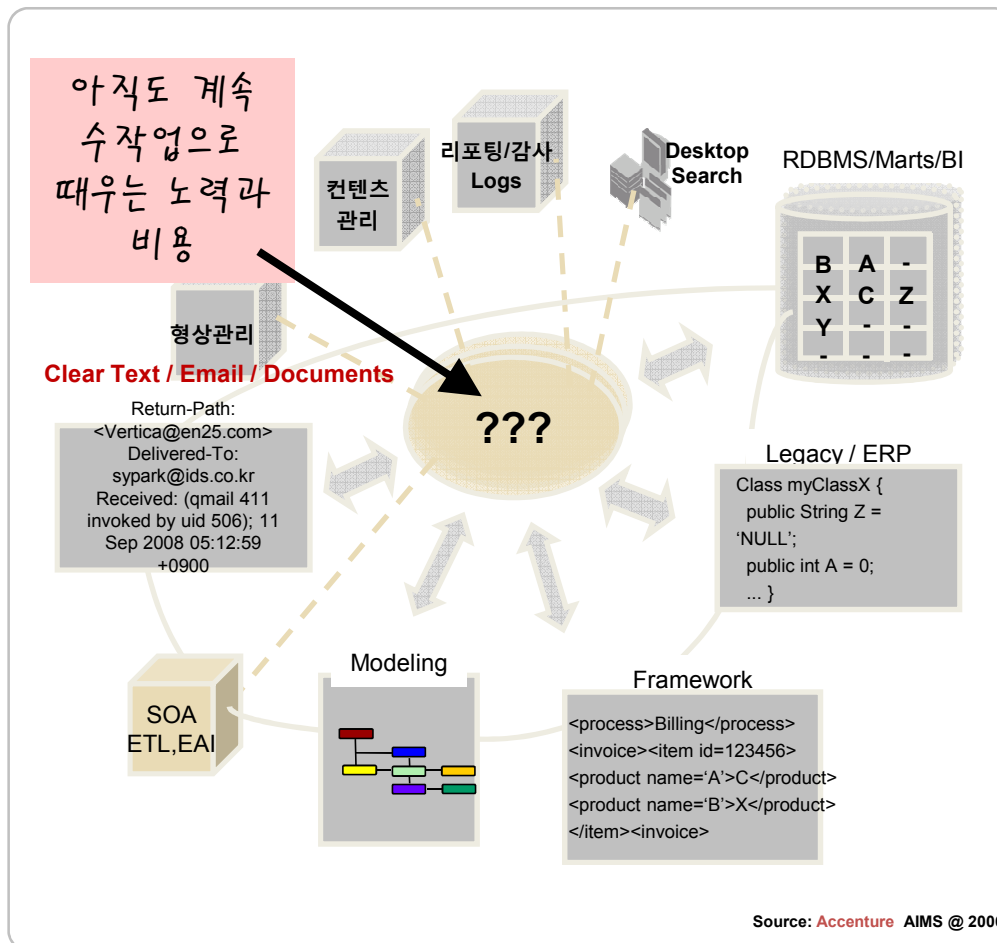 아직도 계속
수작업으로
때우는 노력과
비용
컨텐츠
관리
리포팅/감사
Logs
Desktop
Search
RDBMS/Marts/BI
B A -
X C Z
Y - -
- - -
형상관리
Clear Text / Email / Documents
Return-Path:
<Vertica@en25.com>
Delivered-To:
sypark@ids.co.kr
Received: (qmail 411
invoked by uid 506); 11
Sep 2008 05:12:59
+0900
???
Legacy / ERP
Class myClassX {
public String Z =
‘NULL’;
public int A = 0;
... }
SOA
ETL,EAI
Modeling
Framework
<process>Billing</process>
<invoice><item id=123456>
<product name=‘A’>C</product>
<product name=‘B’>X</product>
</item><invoice>
Source: Accenture AIMS @